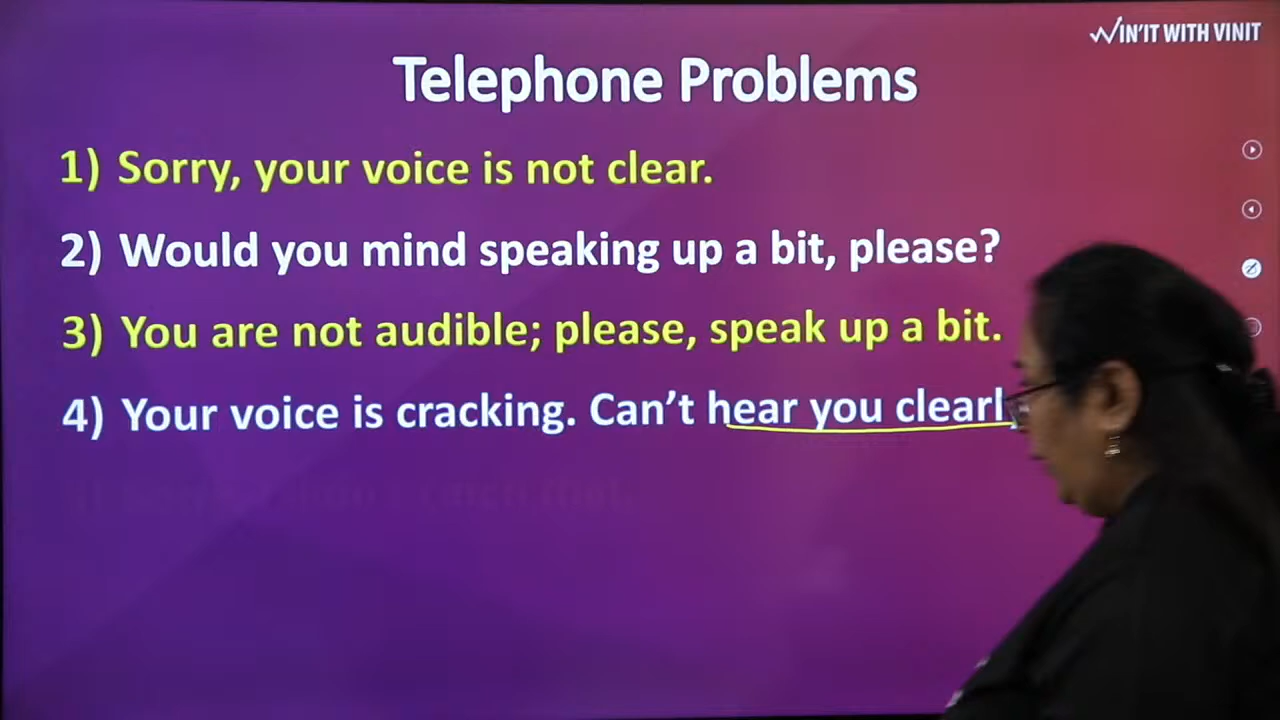 WIN'IT WITH VINIT
Telephone Problems
1) Sorry, your voice is not clear.
2) Would you mind speaking up a bit, please?
3) You are not audible; please, speak up a bit.
4) Your voice is cracking. Can't hear you